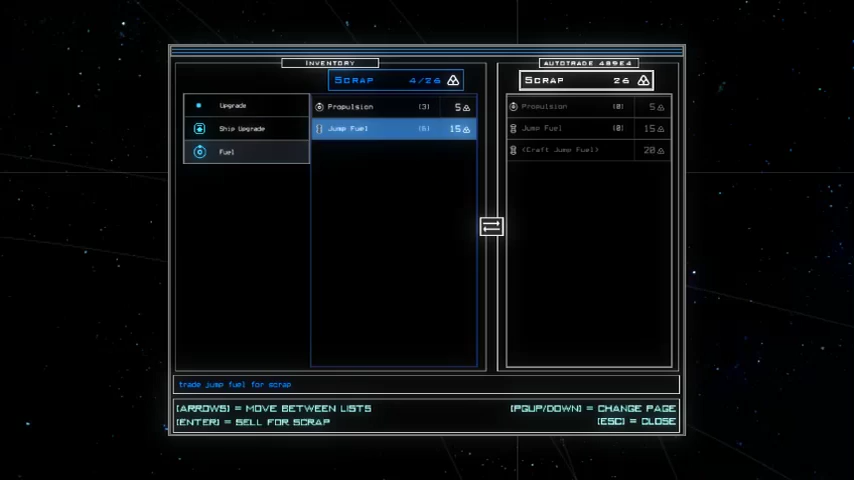 INVENTORY
SCRAP 4/26
Upgrade
Ship Upgrade
Fuel
Propulsion (3) 5
Jump Fuel (6) 15
AUTOTRADE 489E4
SCRAP 26
Propulsion (0) 5
Jump Fuel (0) 15
<Craft Jump Fuel> 20
trade jump fuel for scrap
[ARROWS] = MOVE BETWEEN LISTS
[ENTER] = SELL FOR SCRAP
[PGUP/DOWN] = CHANGE PAGE
[ESC] = CLOSE